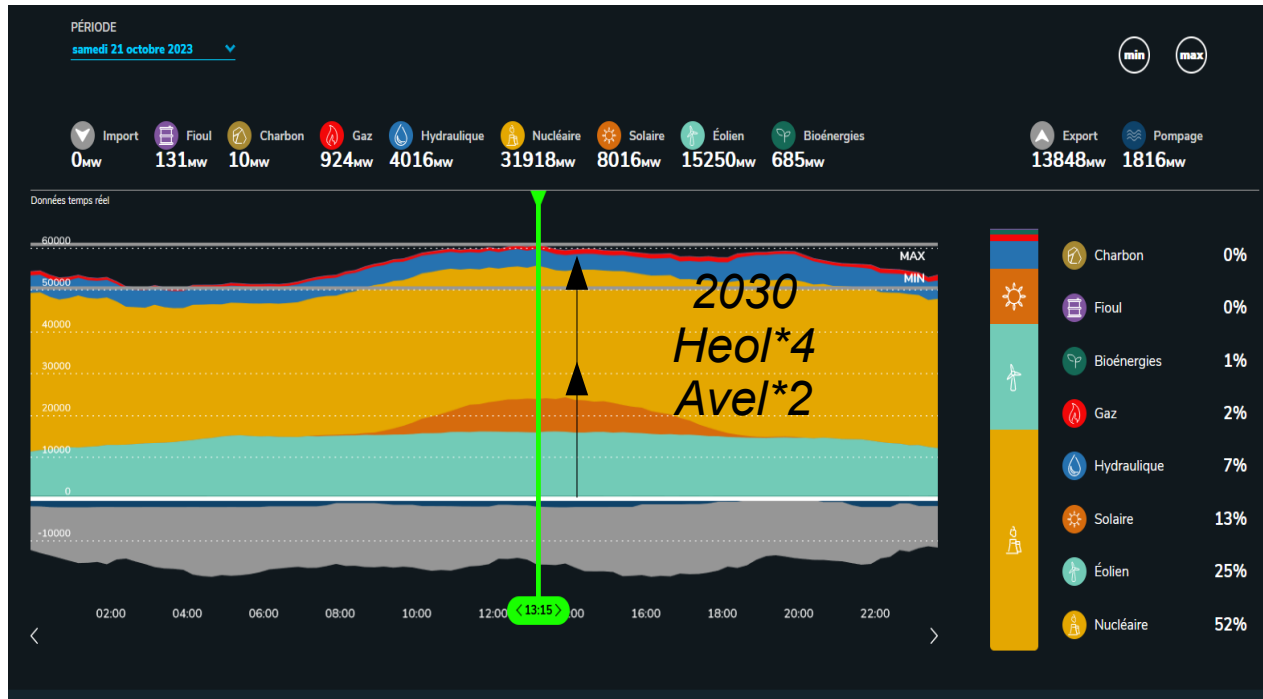 PÉRIODE
samedi 21 octobre 2023
min max
Import Fioul Charbon Gaz Hydraulique Nucléaire Solaire Éolien Bioénergies Export Pompage
0MW 131MW 10MW 924MW 4016MW 31918MW 8016MW 15250MW 685MW 13848MW 1816MW
Données temps réel
60000
MAX
MIN
50000
40000
30000
20000
10000
0
-10000
2030
Heol*4
Avel*2
02:00 04:00 06:00 08:00 10:00 12:00 13:15 :00 16:00 18:00 20:00 22:00
Charbon 0%
Fioul 0%
Bioénergies 1%
Gaz 2%
Hydraulique 7%
Solaire 13%
Éolien 25%
Nucléaire 52%